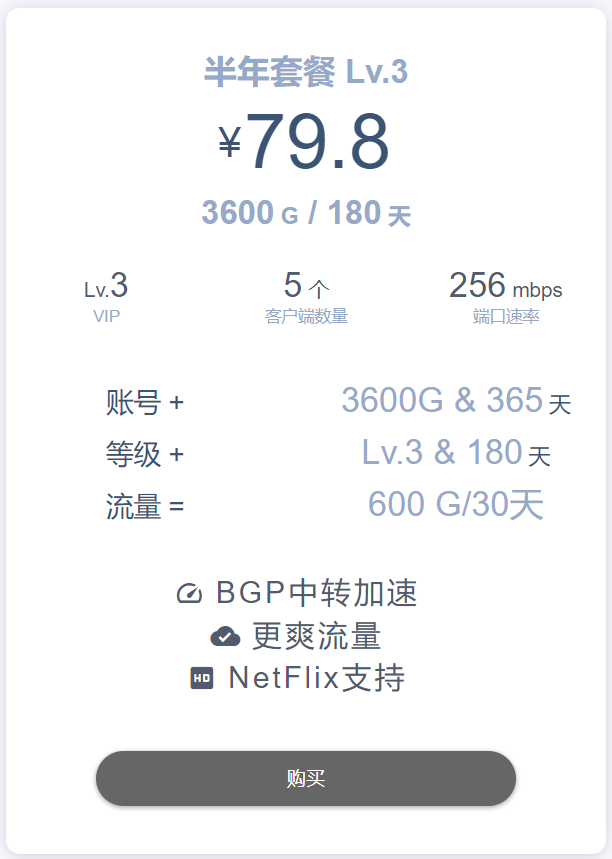 半年套餐 Lv.3
¥79.8
3600 G / 180 天
Lv.3 5 个 256 mbps
VIP 客户端数量 端口速率
账号 + 3600G & 365 天
等级 + Lv.3 & 180 天
流量 = 600 G/30天
BGP中转加速
更爽流量
HD NetFlix支持
购买